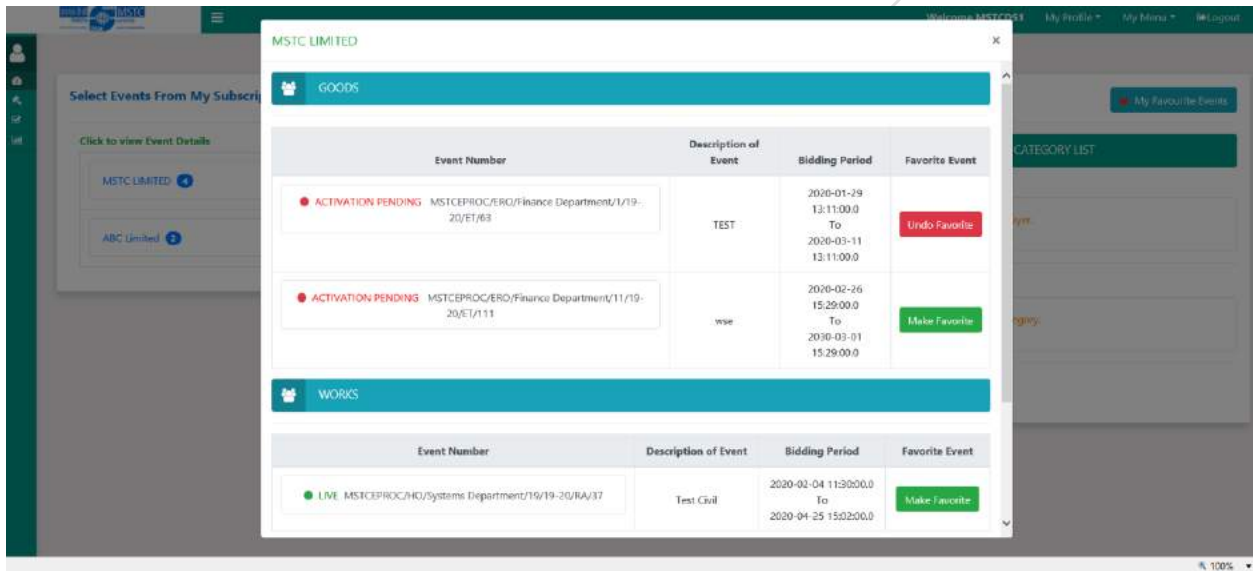 MSTC
Welcome MSTCDS1 My Profile My Menu Logout
MSTC LIMITED ×
Select Events From My Subscrip
GOODS
My Favourite Events
Click to view Event Details
CATEGORY LIST
MSTC LIMITED 4
ABC Limited 2
Event Number Description of Event Bidding Period Favorite Event
ACTIVATION PENDING MSTCEPROC/ERO/Finance Department/1/19-
20/ET/63
TEST
2020-01-29
13:11:00.0
To
2020-03-11
13:11:00.0
Undo Favorite
ACTIVATION PENDING MSTCEPROC/ERO/Finance Department/11/19-
20/ET/111
wse
2020-02-26
15:29:00.0
To
2030-03-01
15:29:00.0
Make Favorite
WORKS
Event Number Description of Event Bidding Period Favorite Event
LIVE MSTCEPROC/HO/Systems Department/19/19-20/RA/37
Test Civil
2020-02-04 11:30:00.0
To
2020-04-25 15:02:00.0
Make Favorite
100%